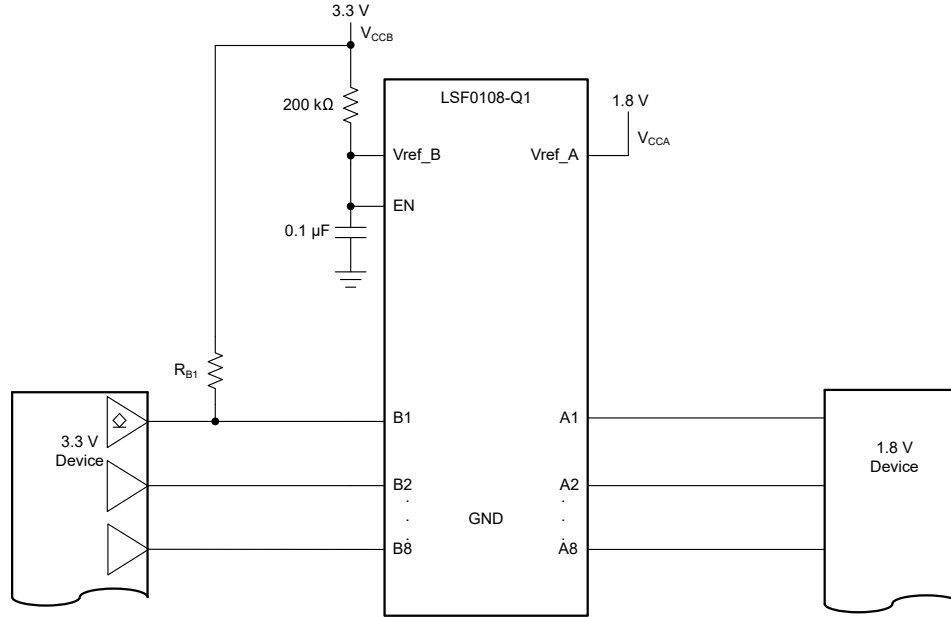 3.3 V
VCCB
LSF0108-Q1
200 kΩ
1.8 V
VCCA
Vref_B
Vref_A
EN
0.1 µF
RB1
B1
A1
3.3 V
Device
1.8 V
Device
B2
A2
GND
B8
A8